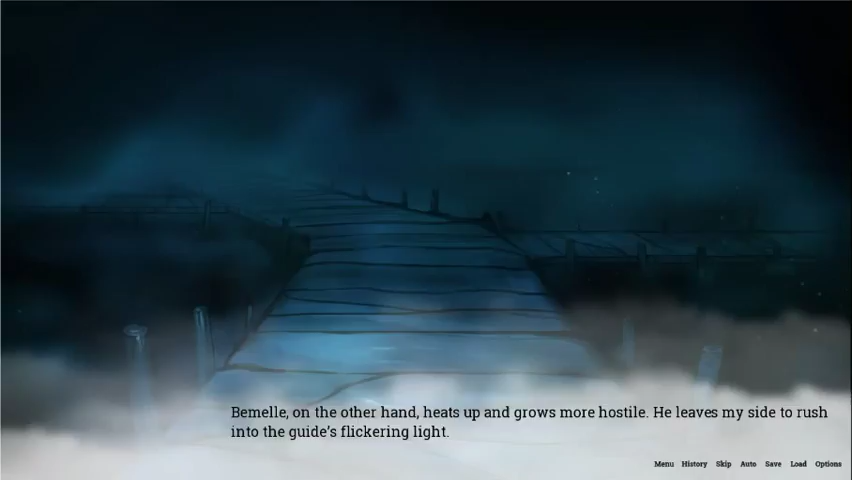 Bemelle, on the other hand, heats up and grows more hostile. He leaves my side to rush
into the guide's flickering light.
Menu History Skip Auto Save Load Options